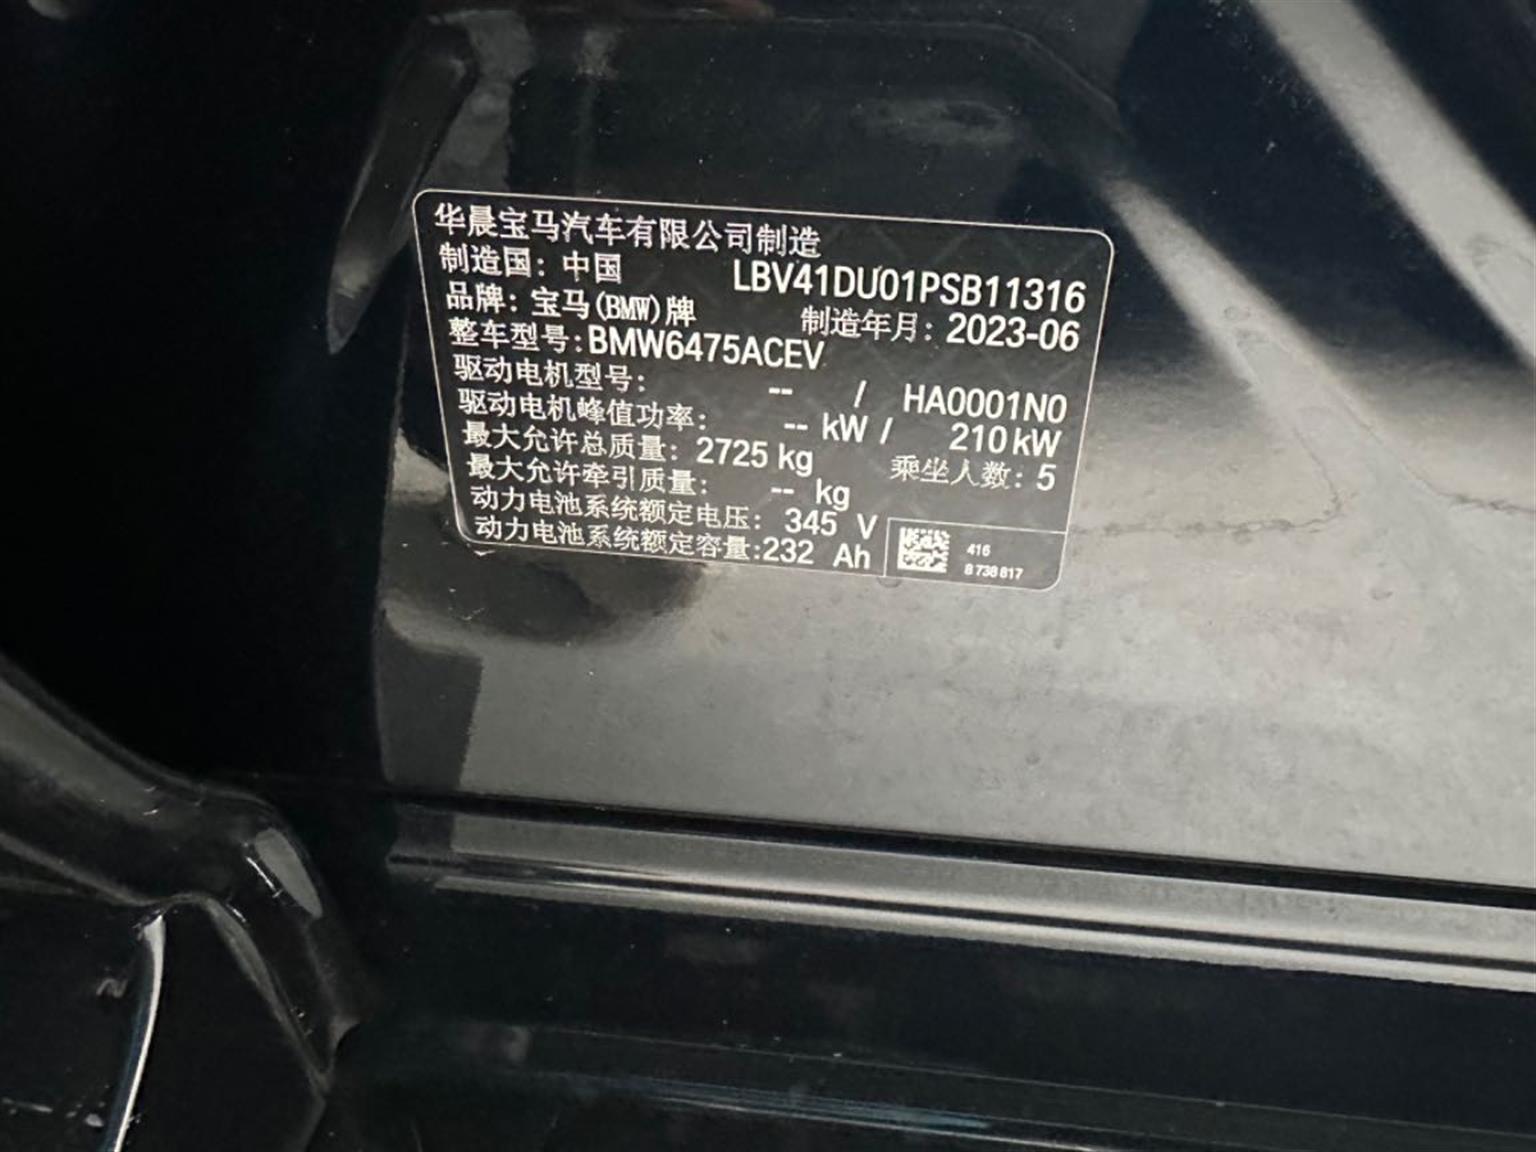 华晨宝马汽车有限公司制造
制造国：中国 LBV41DU01PSB11316
品牌：宝马(BMW)牌 制造年月：2023-06
整车型号:BMW6475ACEV
驱动电机型号： -- / HA0001N0
驱动电机峰值功率： -- kW / 210 kW
最大允许总质量：2725 kg 乘坐人数：5
最大允许牵引质量： -- kg
动力电池系统额定电压：345 V
动力电池系统额定容量:232 Ah
416
8 738 817